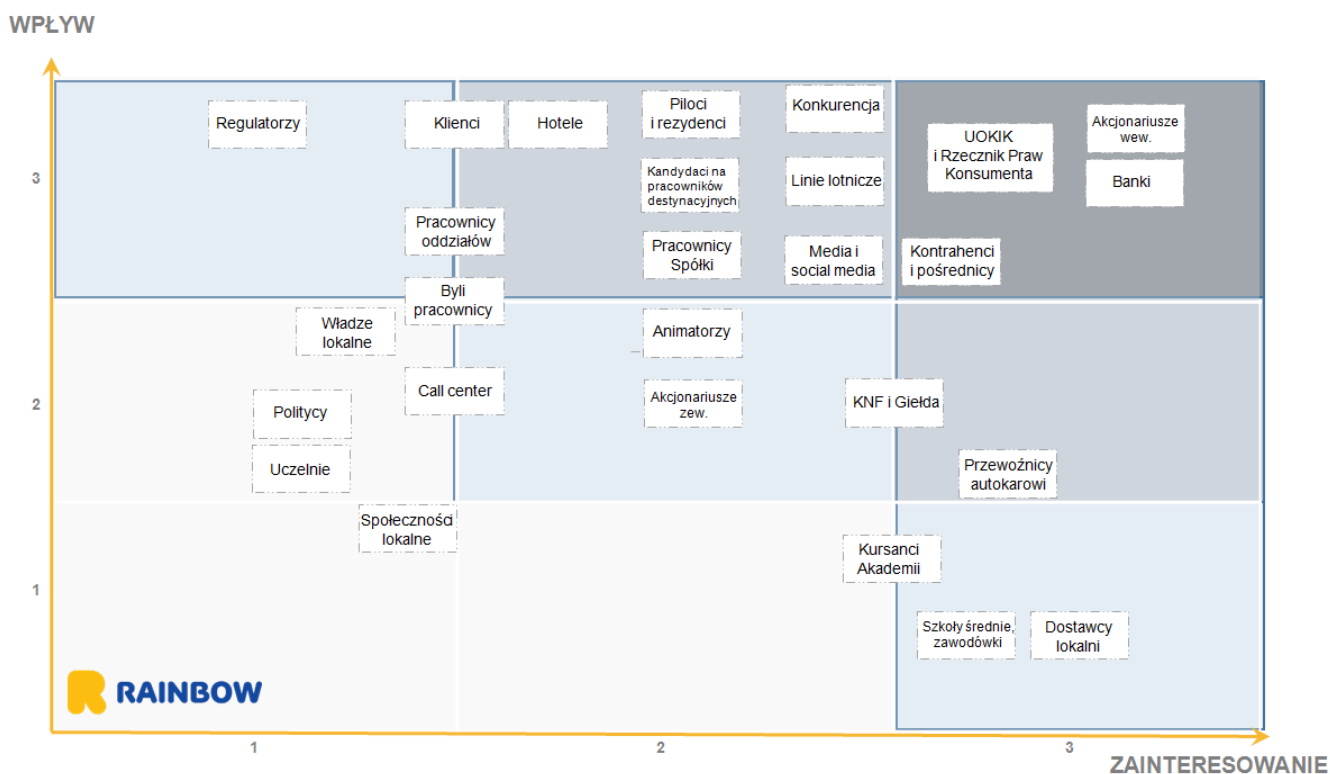 WPŁYW
Regulatorzy
Klienci
Hotele
Piloci
i rezydenci
Konkurencja
UOKIK
i Rzecznik Praw
Konsumenta
Akcjonariusze
wew.
3
Kandydaci na
pracowników
destynacyjnych
Linie lotnicze
Banki
Pracownicy
oddziałów
Pracownicy
Spółki
Media i
social media
Kontrahenci
i pośrednicy
Byli
pracownicy
Władze
lokalne
Animatorzy
2
Call center
Politycy
Akcjonariusze
zew.
KNF i Giełda
Uczelnie
Przewoźnicy
autokarowi
Społeczności
lokalne
Kursanci
Akademii
1
Szkoły średnie,
zawodówki
Dostawcy
lokalni
RAINBOW
1
2
3
ZAINTERESOWANIE